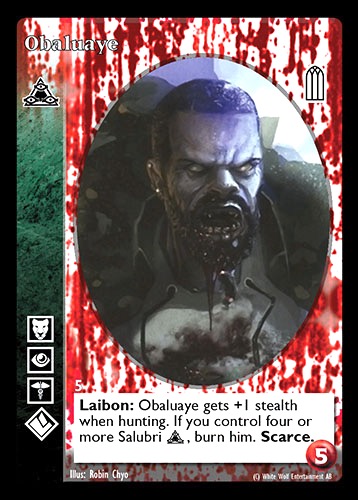 Obaluaye
5
Laibon: Obaluaye gets +1 stealth
when hunting. If you control four or
more Salubri , burn him. Scarce.
5
Illus: Robin Chyo
(C) White Wolf Entertainment AB